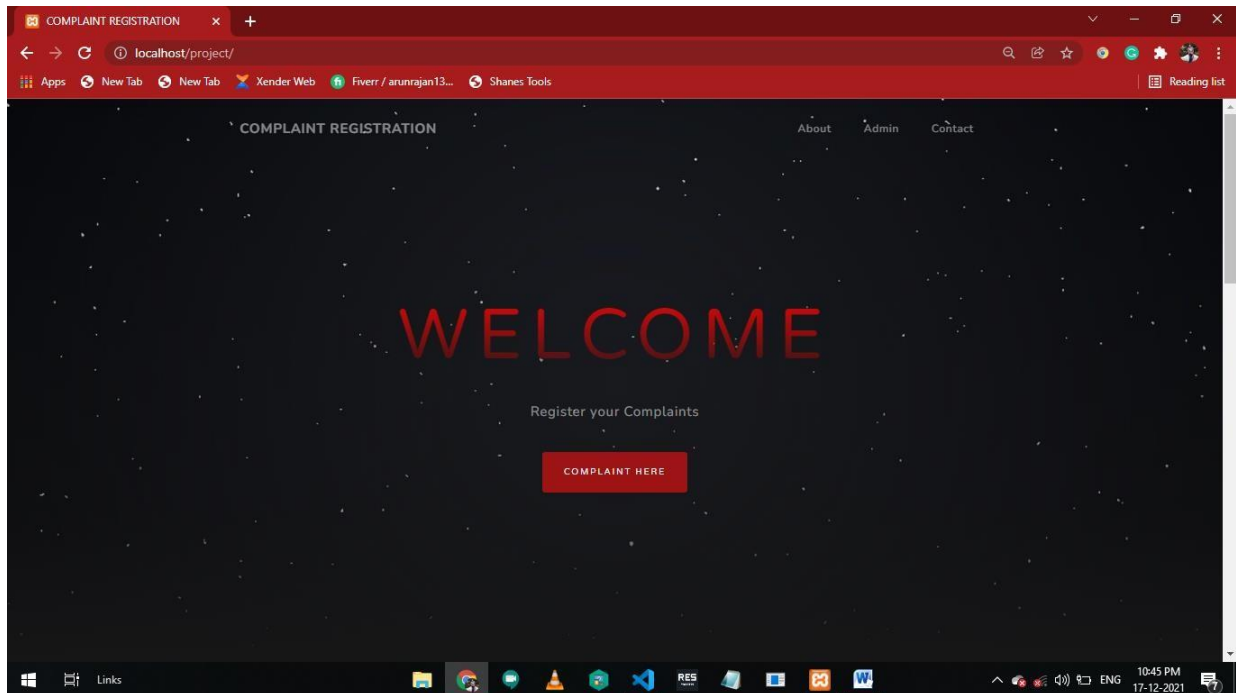 COMPLAINT REGISTRATION
localhost/project/
Apps New Tab New Tab Xender Web Fiverr / arunrajan13... Shanes Tools Reading list
COMPLAINT REGISTRATION About Admin Contact
WELCOME
Register your Complaints
COMPLAINT HERE
Links RES ENG 10:45 PM
17-12-2021 7